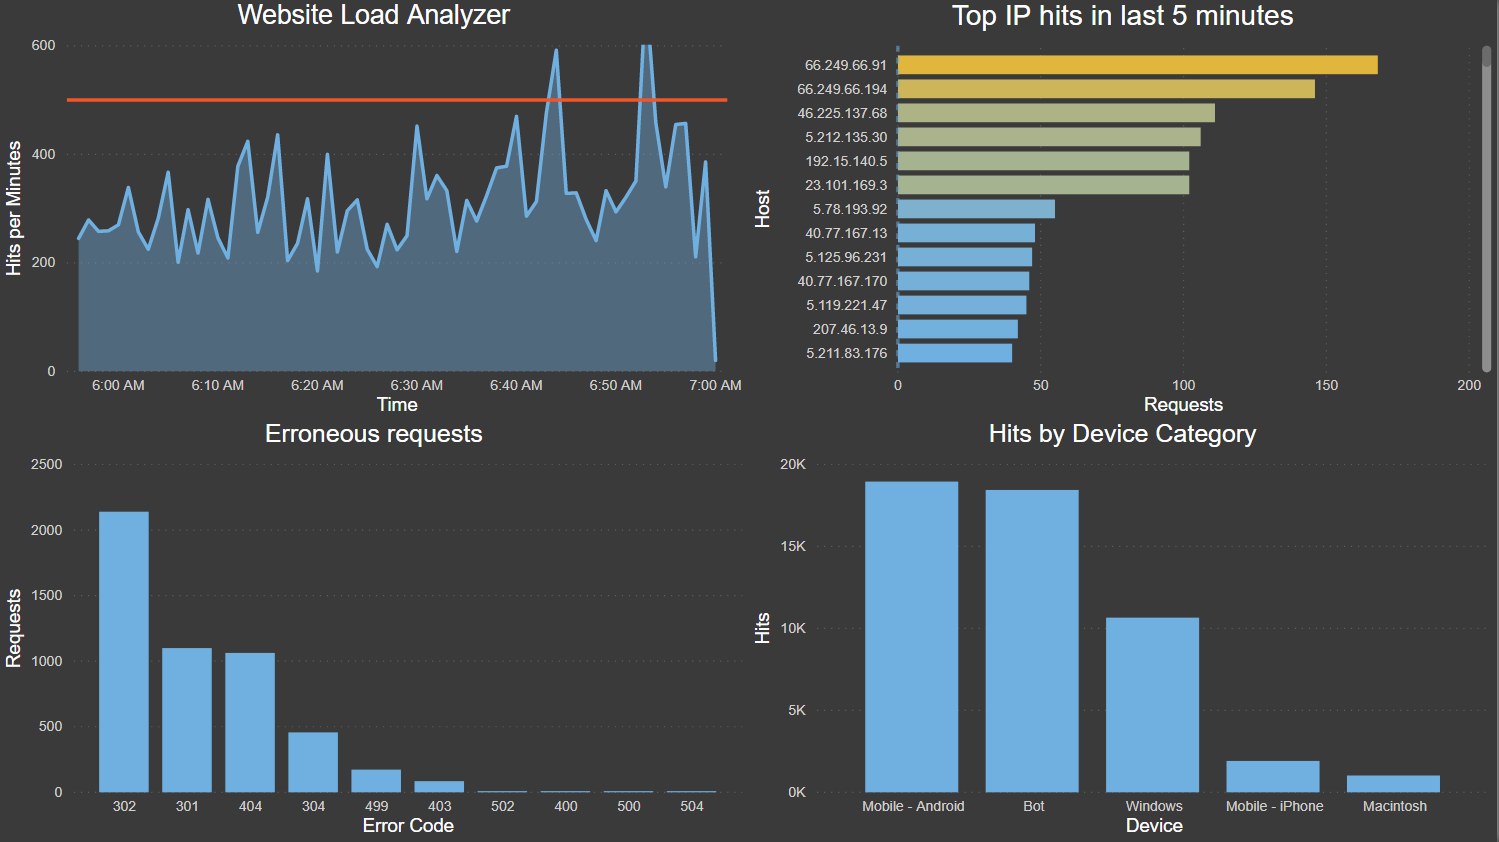 Website Load Analyzer
Hits per Minutes
600
400
200
0
6:00 AM 6:10 AM 6:20 AM 6:30 AM 6:40 AM 6:50 AM 7:00 AM
Time
Top IP hits in last 5 minutes
Host
66.249.66.91
66.249.66.194
46.225.137.68
5.212.135.30
192.15.140.5
23.101.169.3
5.78.193.92
40.77.167.13
5.125.96.231
40.77.167.170
5.119.221.47
207.46.13.9
5.211.83.176
0 50 100 150 200
Requests
Erroneous requests
Requests
2500
2000
1500
1000
500
0
302 301 404 304 499 403 502 400 500 504
Error Code
Hits by Device Category
Hits
20K
15K
10K
5K
0K
Mobile - Android Bot Windows Mobile - iPhone Macintosh
Device